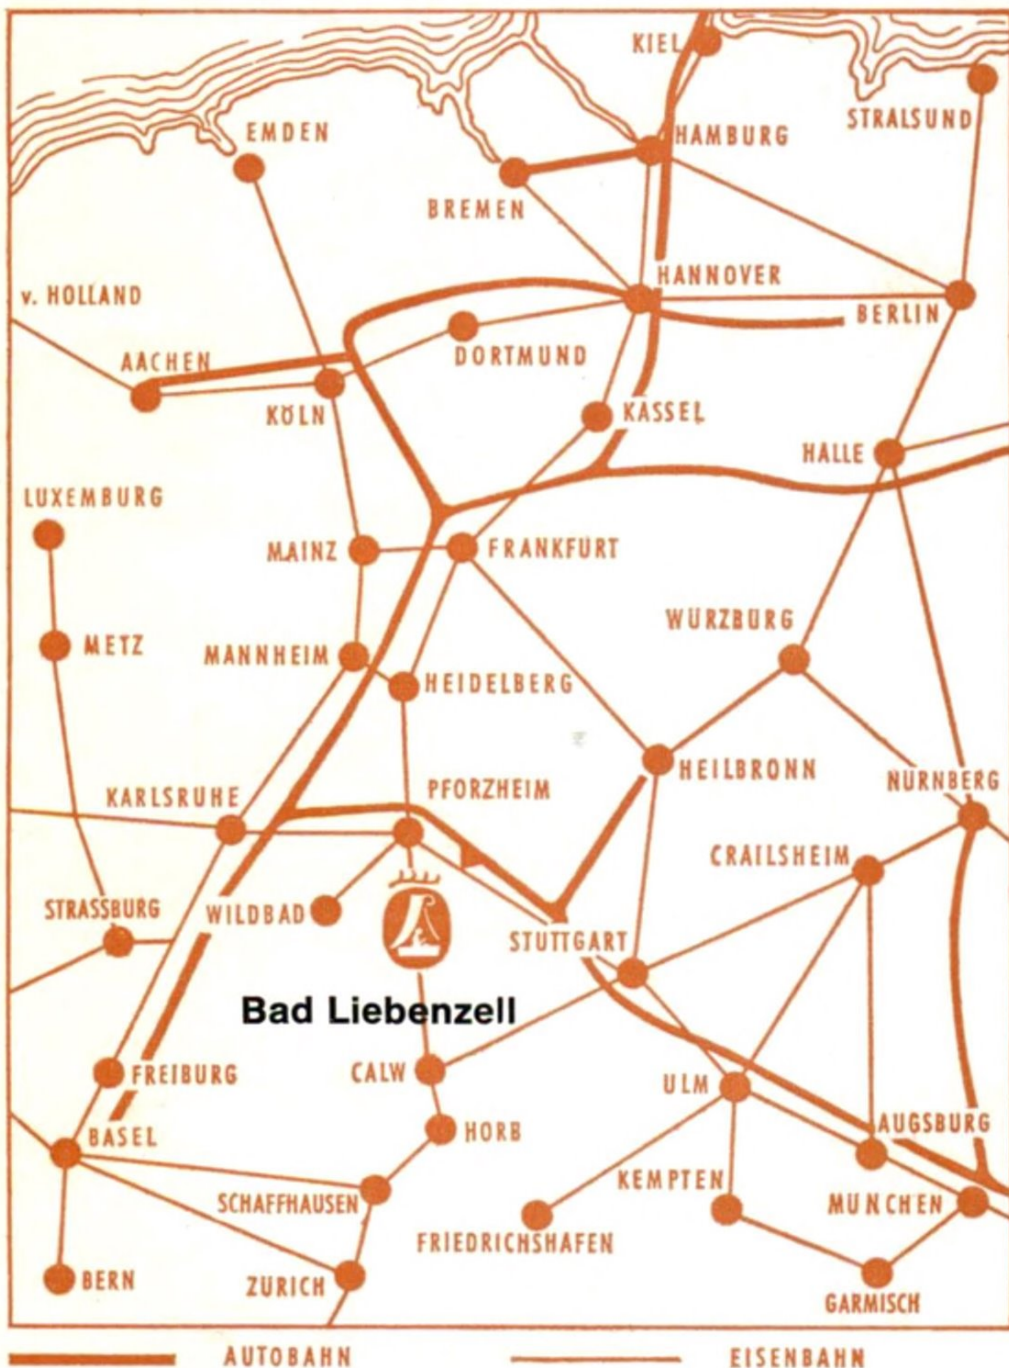 KIEL
STRALSUND
EMDEN
HAMBURG
BREMEN
v. HOLLAND
HANNOVER
BERLIN
AACHEN
DORTMUND
KÖLN
KASSEL
HALLE
LUXEMBURG
MAINZ
FRANKFURT
WÜRZBURG
METZ
MANNHEIM
HEIDELBERG
HEILBRONN
NÜRNBERG
KARLSRUHE
PFORZHEIM
CRAILSHEIM
STRASSBURG
WILDBAD
STUTTGART
Bad Liebenzell
FREIBURG
CALW
ULM
BASEL
HORB
AUGSBURG
SCHAFFHAUSEN
KEMPTEN
MÜNCHEN
FRIEDRICHSHAFEN
BERN
ZÜRICH
GARMISCH
AUTOBAHN
EISENBAHN